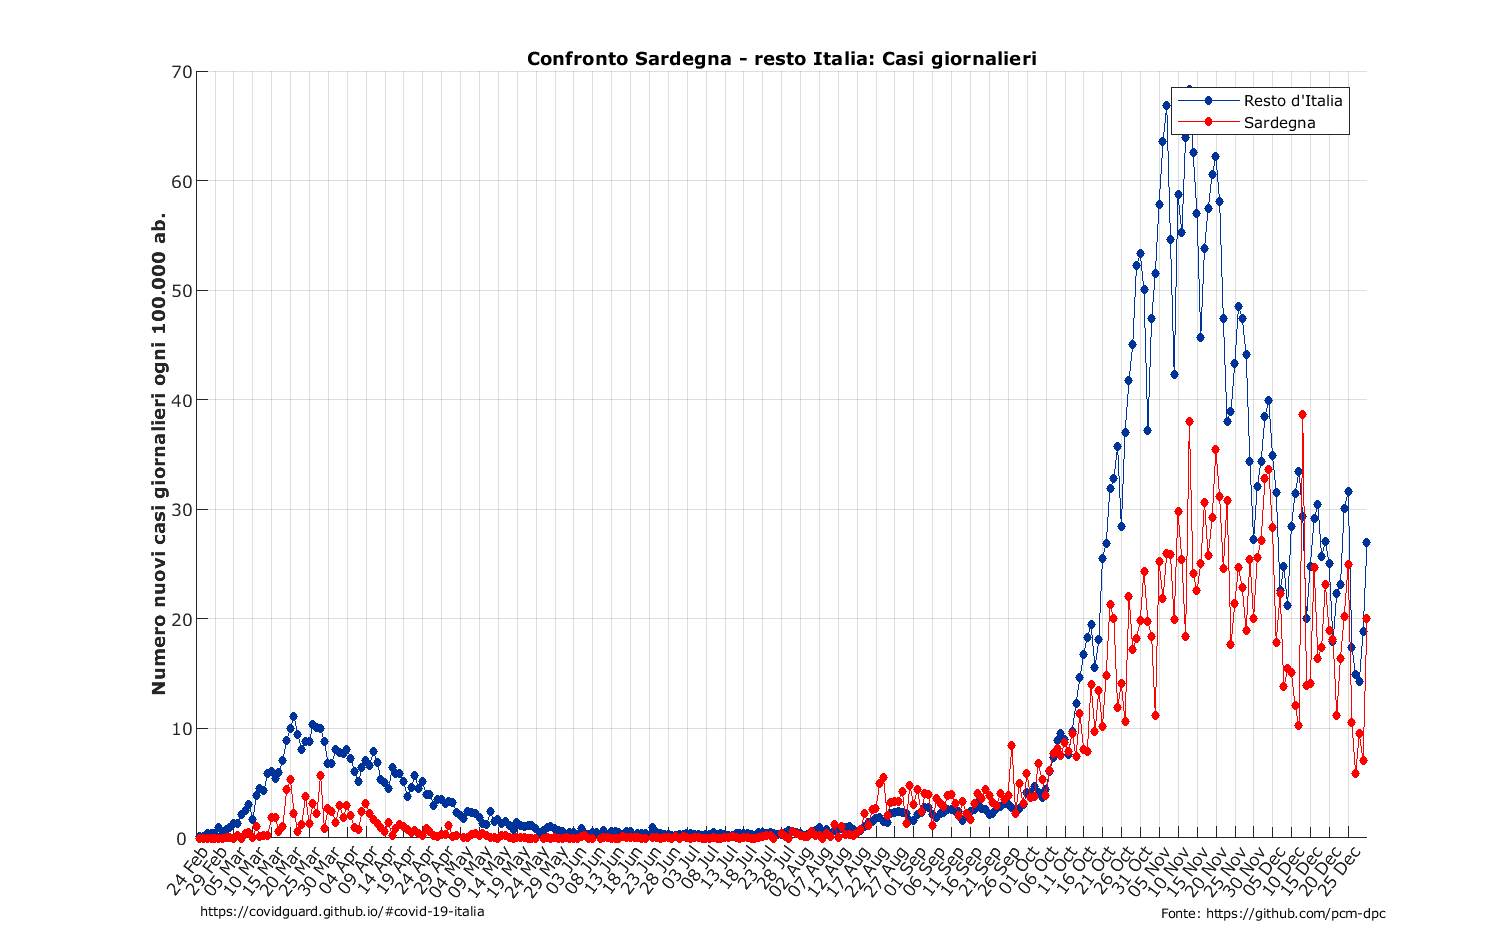 Confronto Sardegna - resto Italia: Casi giornalieri
Resto d'Italia
Sardegna
Numero nuovi casi giornalieri ogni 100.000 ab.
70
60
50
40
30
20
10
0
24 Feb
29 Feb
05 Mar
10 Mar
15 Mar
20 Mar
25 Mar
30 Mar
04 Apr
09 Apr
14 Apr
19 Apr
24 Apr
29 Apr
04 May
09 May
14 May
19 May
24 May
29 May
03 Jun
08 Jun
13 Jun
18 Jun
23 Jun
28 Jun
03 Jul
08 Jul
13 Jul
18 Jul
23 Jul
28 Jul
02 Aug
07 Aug
12 Aug
17 Aug
22 Aug
27 Aug
01 Sep
06 Sep
11 Sep
16 Sep
21 Sep
26 Sep
01 Oct
06 Oct
11 Oct
16 Oct
21 Oct
26 Oct
31 Oct
05 Nov
10 Nov
15 Nov
20 Nov
25 Nov
30 Nov
05 Dec
10 Dec
15 Dec
20 Dec
25 Dec
https://covidguard.github.io/#covid-19-italia
Fonte: https://github.com/pcm-dpc